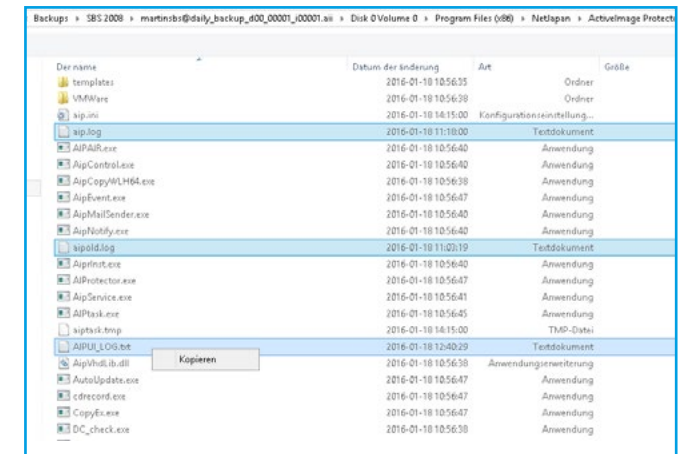 Backups › SBS 2008 › martinsbs@daily_backup_d00_00001_i00001.aii › Disk 0 Volume 0 › Program Files (x86) › NetJapan › ActiveImage Protecti
Der name Datum der änderung Art Größe
templates 2016-01-18 10:56:35 Ordner
VMWare 2016-01-18 10:56:38 Ordner
aip.ini 2016-01-18 14:15:00 Konfigurationseinstellung...
aip.log 2016-01-18 11:18:00 Textdokument
AIPAIR.exe 2016-01-18 10:56:40 Anwendung
AipControl.exe 2016-01-18 10:56:40 Anwendung
AipCopyWLH64.exe 2016-01-18 10:56:38 Anwendung
AipEvent.exe 2016-01-18 10:56:47 Anwendung
AipMailSender.exe 2016-01-18 10:56:40 Anwendung
AipNotify.exe 2016-01-18 10:56:40 Anwendung
aipold.log 2016-01-18 11:03:19 Textdokument
AiprInst.exe 2016-01-18 10:56:40 Anwendung
AIProtector.exe 2016-01-18 10:56:47 Anwendung
AipService.exe 2016-01-18 10:56:41 Anwendung
AIPtask.exe 2016-01-18 10:56:45 Anwendung
aiptask.tmp 2016-01-18 14:15:00 TMP-Datei
AIPUI_LOG.txt 2016-01-18 12:40:29 Textdokument
Kopieren
AipVhdLib.dll 2016-01-18 10:56:38 Anwendungserweiterung
AutoUpdate.exe 2016-01-18 10:56:47 Anwendung
cdrecord.exe 2016-01-18 10:56:47 Anwendung
CopyEx.exe 2016-01-18 10:56:47 Anwendung
DC_check.exe 2016-01-18 10:56:38 Anwendung